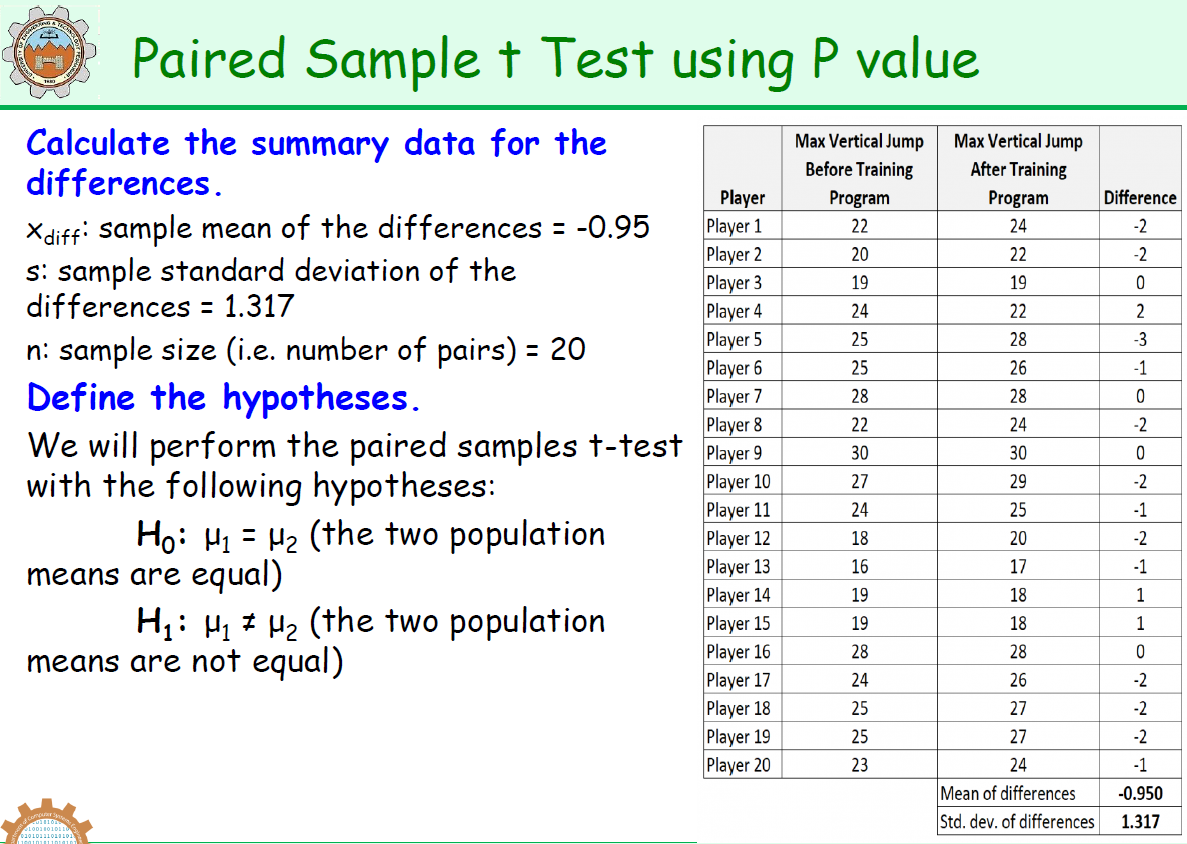 Paired Sample t Test using P value
Calculate the summary data for the
differences.
xdiff: sample mean of the differences = -0.95
s: sample standard deviation of the
differences = 1.317
n: sample size (i.e. number of pairs) = 20
Define the hypotheses.
We will perform the paired samples t-test
with the following hypotheses:
H0: μ1 = μ2 (the two population
means are equal)
H1: μ1 ≠ μ2 (the two population
means are not equal)
Player | Max Vertical Jump Before Training Program | Max Vertical Jump After Training Program | Difference
Player 1 22 24 -2
Player 2 20 22 -2
Player 3 19 19 0
Player 4 24 22 2
Player 5 25 28 -3
Player 6 25 26 -1
Player 7 28 28 0
Player 8 22 24 -2
Player 9 30 30 0
Player 10 27 29 -2
Player 11 24 25 -1
Player 12 18 20 -2
Player 13 16 17 -1
Player 14 19 18 1
Player 15 19 18 1
Player 16 28 28 0
Player 17 24 26 -2
Player 18 25 27 -2
Player 19 25 27 -2
Player 20 23 24 -1
Mean of differences -0.950
Std. dev. of differences 1.317